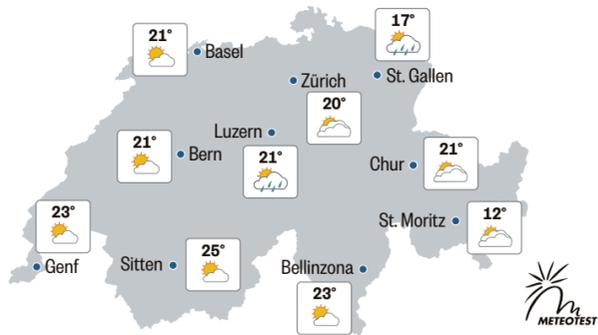 17°
21°
Basel
St. Gallen
Zürich
20°
Luzern
21°
Bern
21°
Chur
21°
23°
St. Moritz
12°
Genf
Sitten
25°
Bellinzona
23°
METEOTEST